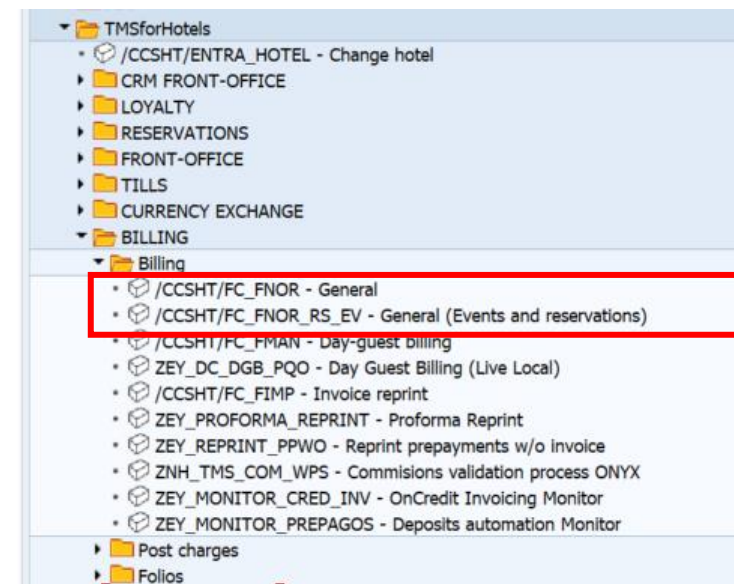 TMSforHotels
/CCSHT/ENTRA_HOTEL - Change hotel
CRM FRONT-OFFICE
LOYALTY
RESERVATIONS
FRONT-OFFICE
TILLS
CURRENCY EXCHANGE
BILLING
Billing
/CCSHT/FC_FNOR - General
/CCSHT/FC_FNOR_RS_EV - General (Events and reservations)
/CCSHT/FC_FMAN - Day-guest billing
ZEY_DC_DGB_PQO - Day Guest Billing (Live Local)
/CCSHT/FC_FIMP - Invoice reprint
ZEY_PROFORMA_REPRINT - Proforma Reprint
ZEY_REPRINT_PPWO - Reprint prepayments w/o invoice
ZNH_TMS_COM_WPS - Commisions validation process ONYX
ZEY_MONITOR_CRED_INV - OnCredit Invoicing Monitor
ZEY_MONITOR_PREPAGOS - Deposits automation Monitor
Post charges
Folios